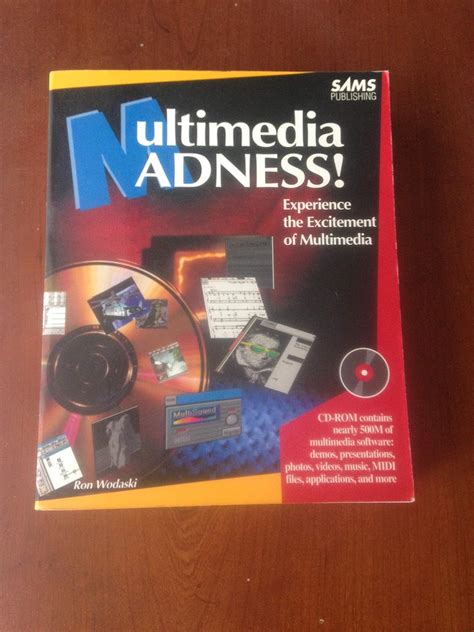 SAMS
PUBLISHING
Multimedia
MADNESS!
Experience
the Excitement
of Multimedia
MultiSound
CD-ROM contains
nearly 500M of
multimedia software:
demos, presentations,
photos, videos, music, MIDI
files, applications, and more
Ron Wodaski